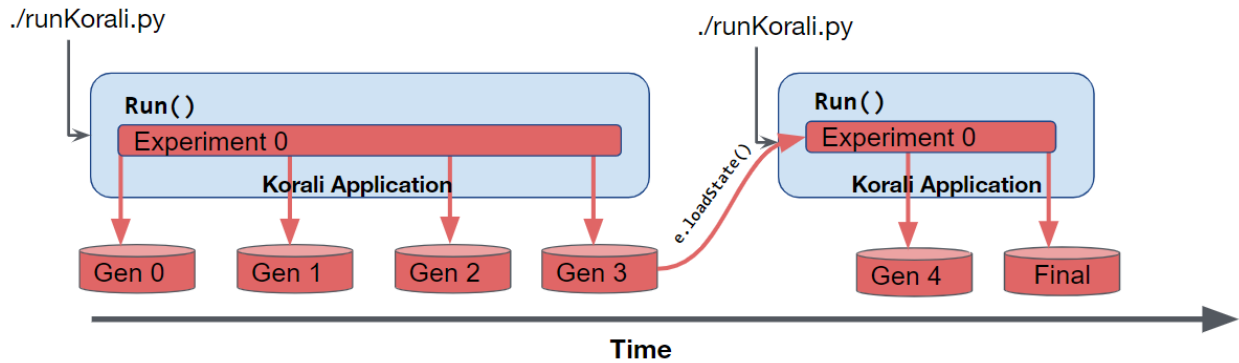 ./runKorali.py
./runKorali.py
Run()
Experiment 0
Korali Application
Run()
Experiment 0
Korali Application
e.loadState()
Gen 0
Gen 1
Gen 2
Gen 3
Gen 4
Final
Time